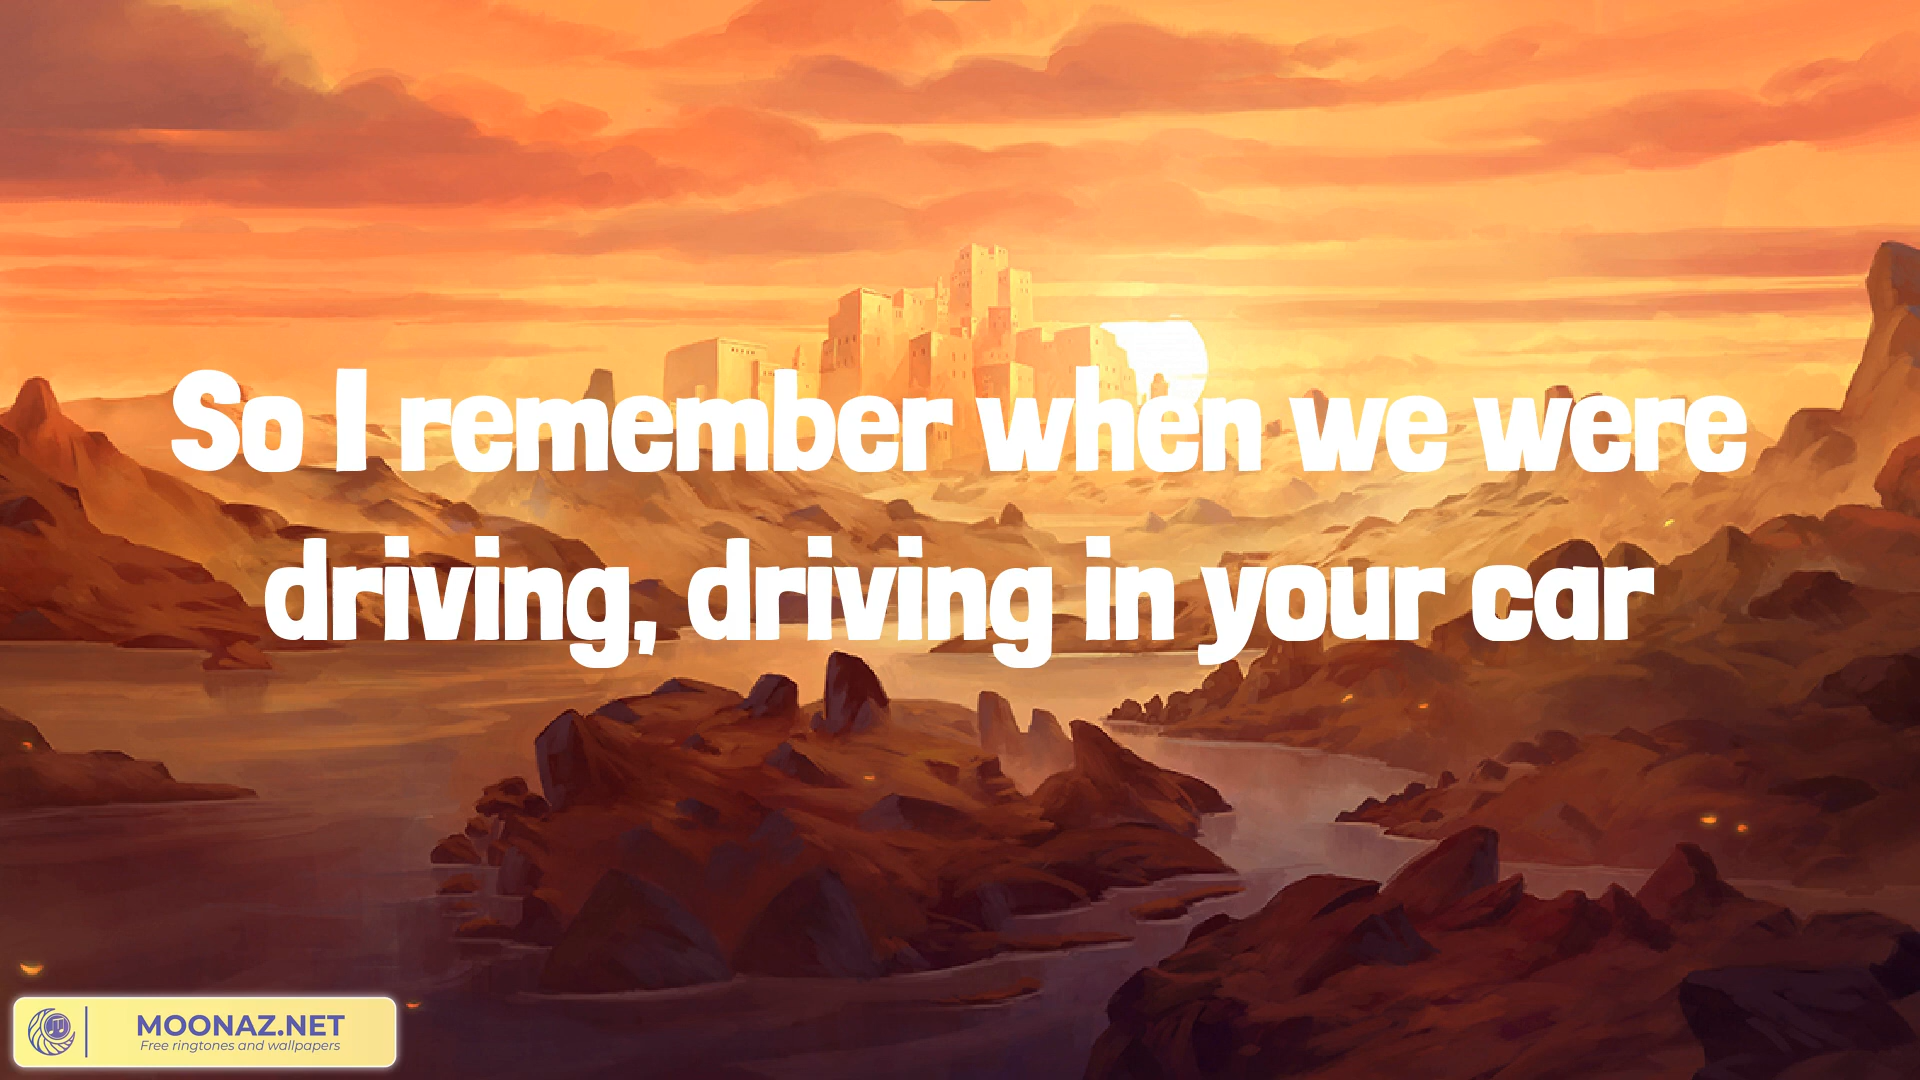 So I remember when we were
driving, driving in your car
MOONAZ.NET
Free ringtones and wallpapers